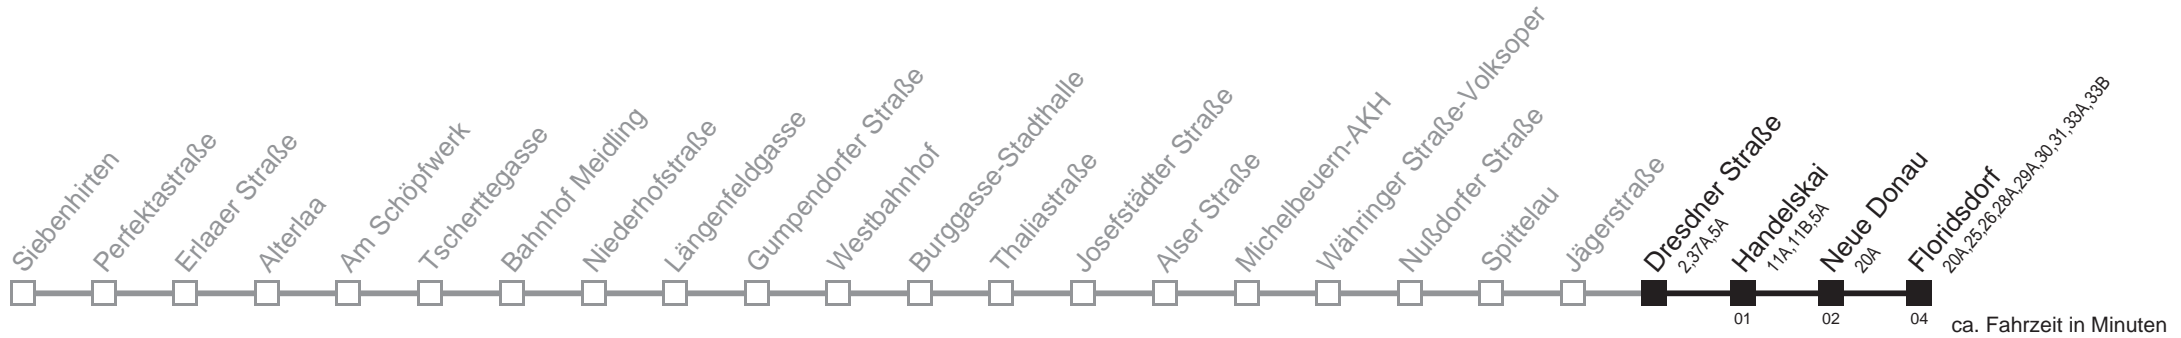 Siebenhirten
Perfektastraße
Erlaaer Straße
Alterlaa
Am Schöpfwerk
Tscherttegasse
Bahnhof Meidling
Niederhofstraße
Längenfeldgasse
Gumpendorfer Straße
Westbahnhof
Burggasse-Stadthalle
Thaliastraße
Josefstädter Straße
Alser Straße
Michelbeuern-AKH
Währinger Straße-Volksoper
Nußdorfer Straße
Spittelau
Jägerstraße
Dresdner Straße
2,37A,5A
Handelskai
11A,11B,5A
Neue Donau
20A
Floridsdorf
20A,25,26,28A,29A,30,31,33A,33B
01
02
04
ca. Fahrzeit in Minuten